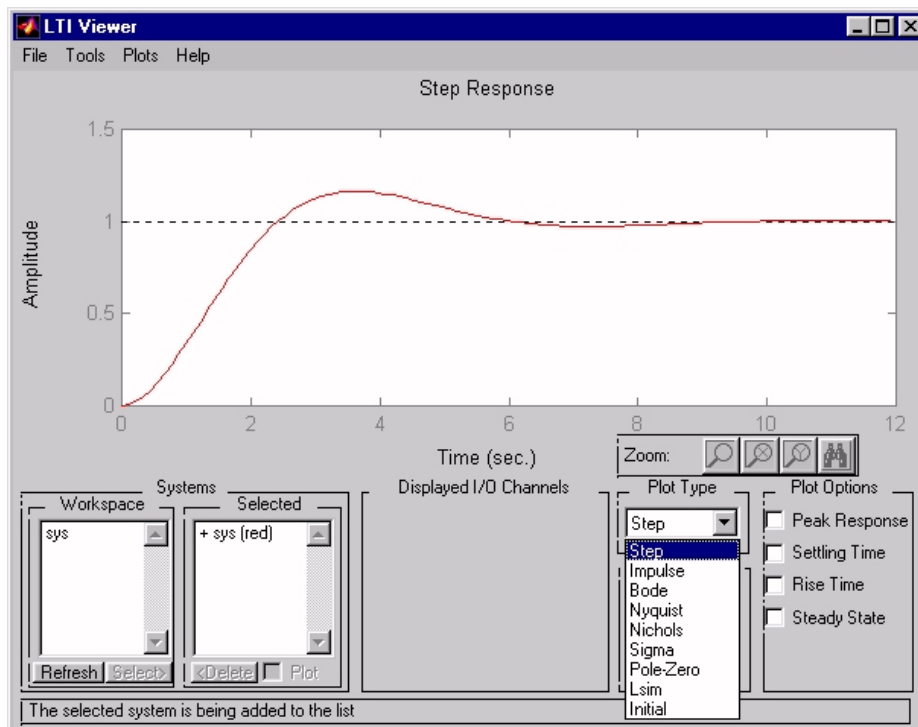 LTI Viewer
File Tools Plots Help
Step Response
Amplitude
1.5
1
0.5
0
0 2 4 6 8 10 12
Time (sec.)
Zoom:
Systems
Workspace
sys
Refresh Select>
Selected
+ sys (red)
<Delete Plot
Displayed I/O Channels
Plot Type
Step
Step
Impulse
Bode
Nyquist
Nichols
Sigma
Pole-Zero
Lsim
Initial
Plot Options
Peak Response
Settling Time
Rise Time
Steady State
The selected system is being added to the list